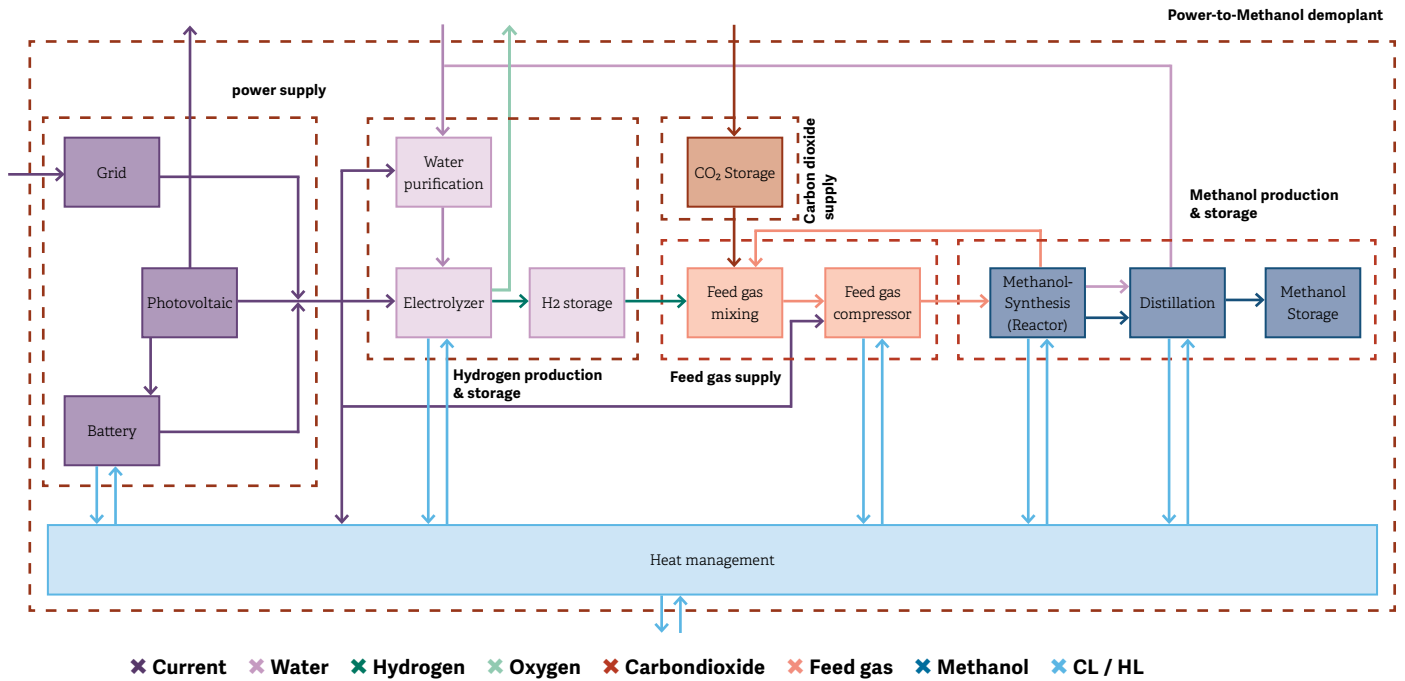 Power-to-Methanol demoplant
power supply
Grid
Photovoltaic
Battery
Water
purification
Electrolyzer
H2 storage
Hydrogen production
& storage
CO₂ Storage
Carbon dioxide
supply
Feed gas
mixing
Feed gas
compressor
Feed gas supply
Methanol production
& storage
Methanol-
Synthesis
(Reactor)
Distillation
Methanol
Storage
Heat management
Current
Water
Hydrogen
Oxygen
Carbondioxide
Feed gas
Methanol
CL / HL